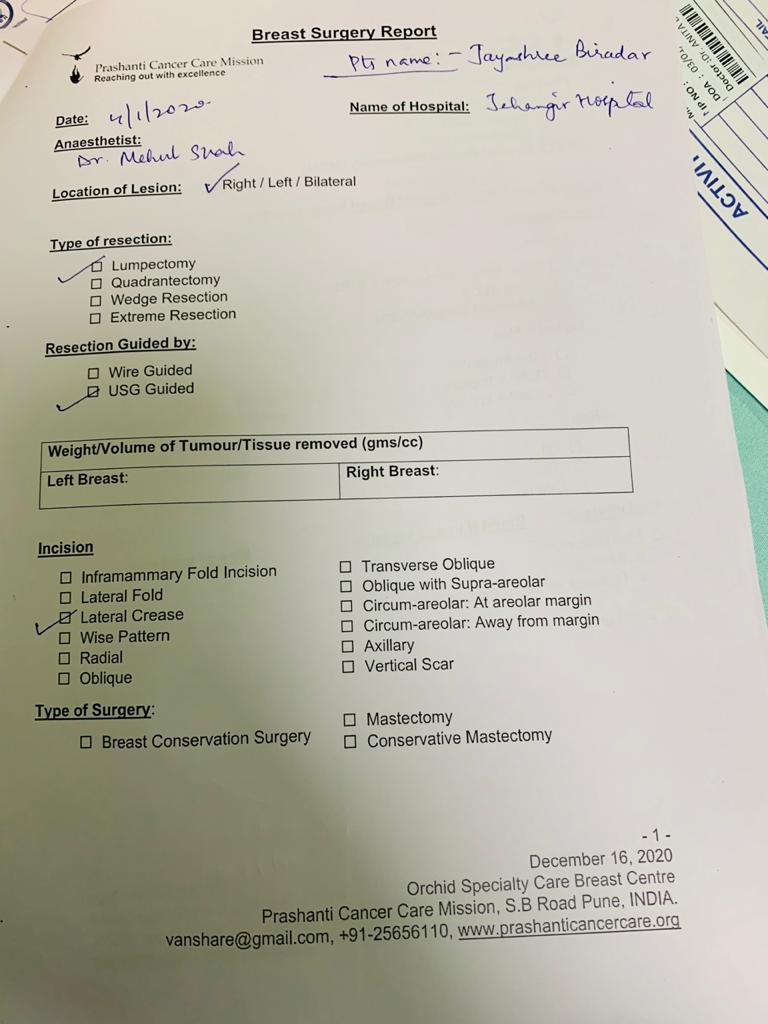 Breast Surgery Report
Prashanti Cancer Care Mission
Reaching out with excellence
Pts name:- Jayashree Biradar
Date: 4/1/2020
Name of Hospital: Jehangir Hospital
Anaesthetist:
Dr. Mehul Shah
Location of Lesion: ✓Right / Left / Bilateral
Type of resection:
✓☐ Lumpectomy
☐ Quadrantectomy
☐ Wedge Resection
☐ Extreme Resection
Resection Guided by:
☐ Wire Guided
☑ USG Guided
Weight/Volume of Tumour/Tissue removed (gms/cc)
Left Breast:
Right Breast:
Incision
☐ Inframammary Fold Incision
☐ Lateral Fold
☑ Lateral Crease
☐ Wise Pattern
☐ Radial
☐ Oblique
☐ Transverse Oblique
☐ Oblique with Supra-areolar
☐ Circum-areolar: At areolar margin
☐ Circum-areolar: Away from margin
☐ Axillary
☐ Vertical Scar
Type of Surgery:
☐ Breast Conservation Surgery
☐ Mastectomy
☐ Conservative Mastectomy
- 1 -
December 16, 2020
Orchid Specialty Care Breast Centre
Prashanti Cancer Care Mission, S.B Road Pune, INDIA.
vanshare@gmail.com, +91-25656110, www.prashanticancercare.org
IP NO :
DOA : 03/01
Doctor :Dr. ANITA
ACTIVI